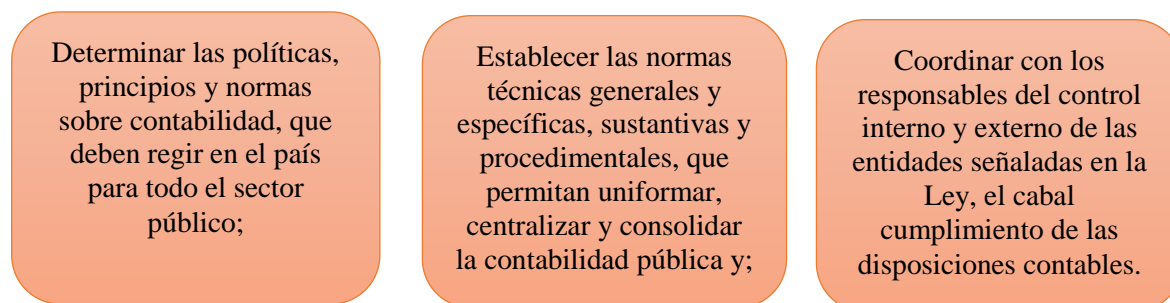 Determinar las políticas,
principios y normas
sobre contabilidad, que
deben regir en el país
para todo el sector
público;
Establecer las normas
técnicas generales y
específicas, sustantivas y
procedimentales, que
permitan uniformar,
centralizar y consolidar
la contabilidad pública y;
Coordinar con los
responsables del control
interno y externo de las
entidades señaladas en la
Ley, el cabal
cumplimiento de las
disposiciones contables.